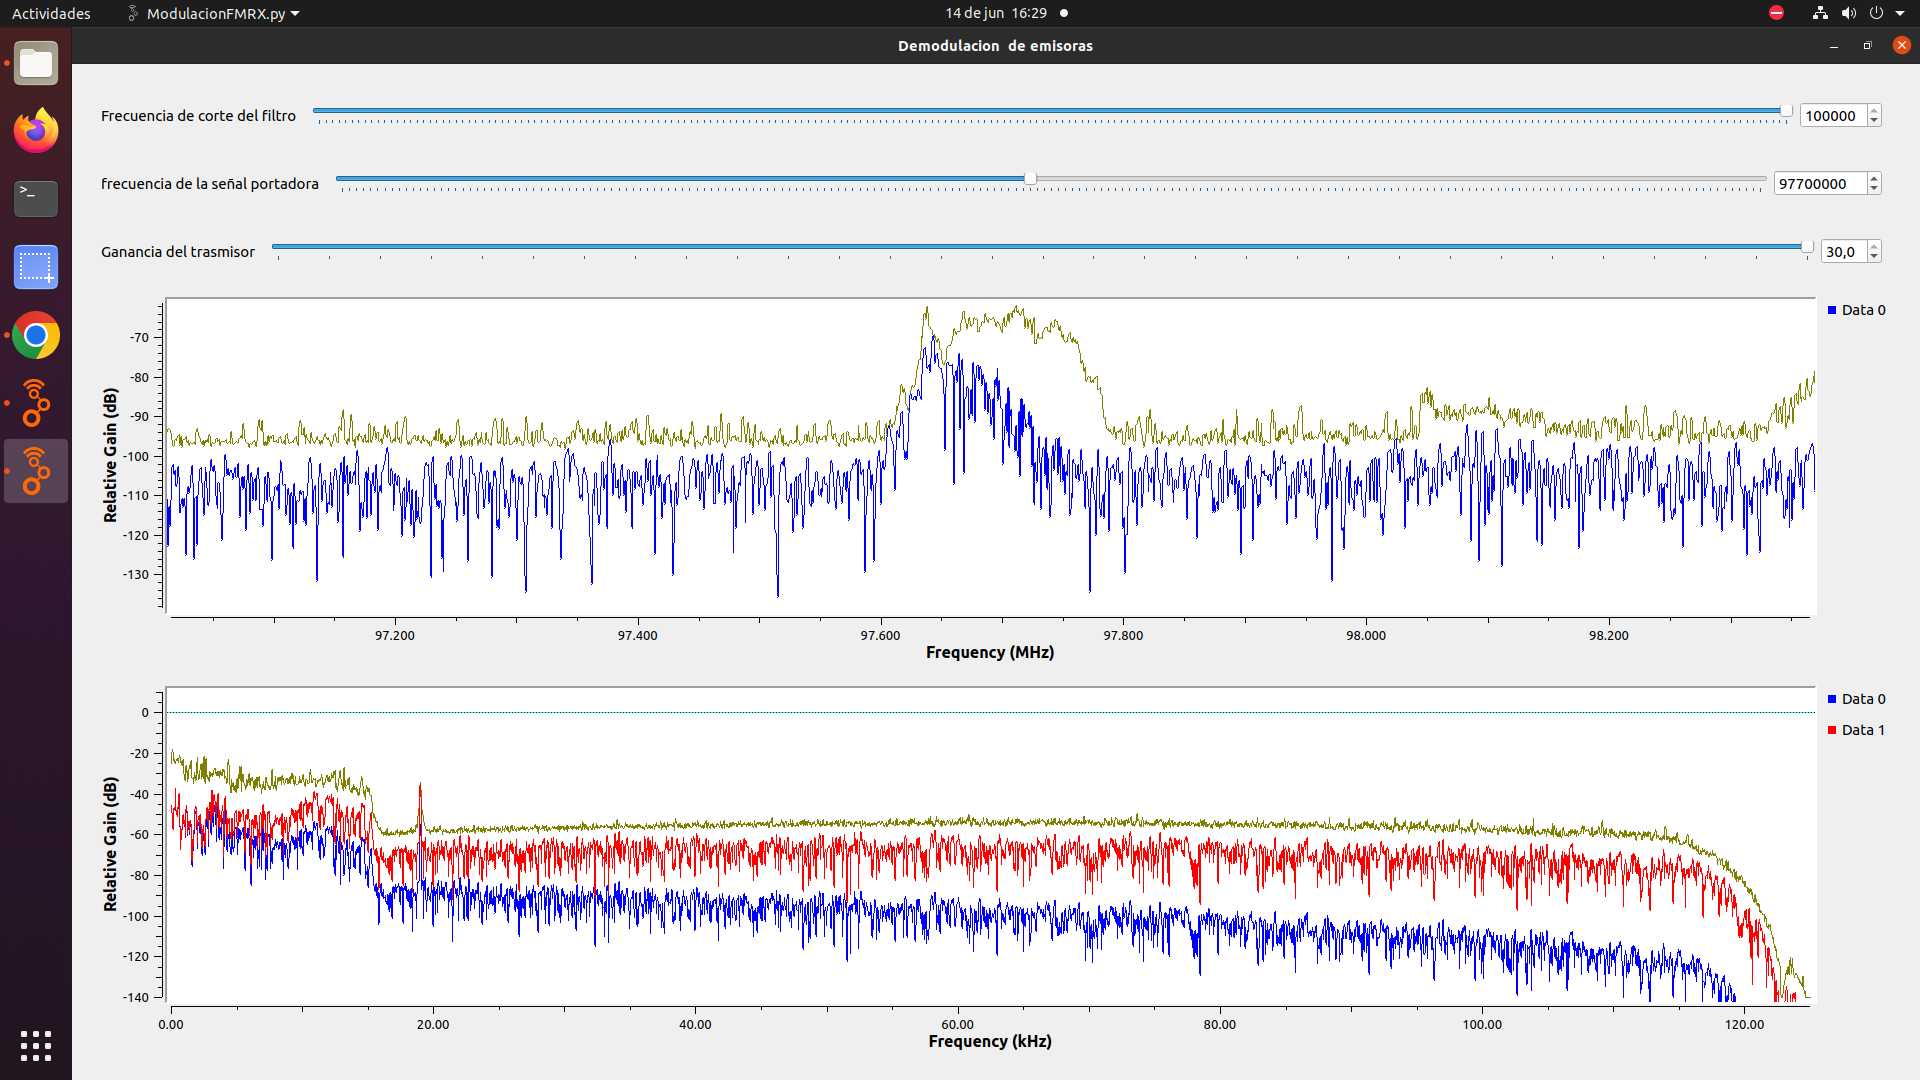 Actividades ModulacionFMRX.py 14 de jun 16:29
Demodulacion de emisoras
Frecuencia de corte del filtro 100000
frecuencia de la señal portadora 97700000
Ganancia del trasmisor 30,0
Data 0
Relative Gain (dB)
-70
-80
-90
-100
-110
-120
-130
97.200 97.400 97.600 97.800 98.000 98.200
Frequency (MHz)
Data 0
Data 1
Relative Gain (dB)
0
-20
-40
-60
-80
-100
-120
-140
0.00 20.00 40.00 60.00 80.00 100.00 120.00
Frequency (kHz)